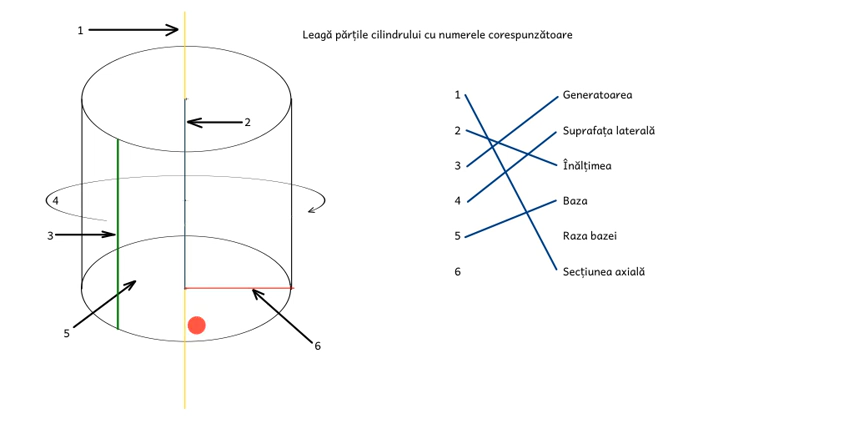 1
Leagă părțile cilindrului cu numerele corespunzătoare
1 Generatoarea
2
2 Suprafața laterală
3 Înălțimea
4
4 Baza
3
5 Raza bazei
6 Secțiunea axială
5
6